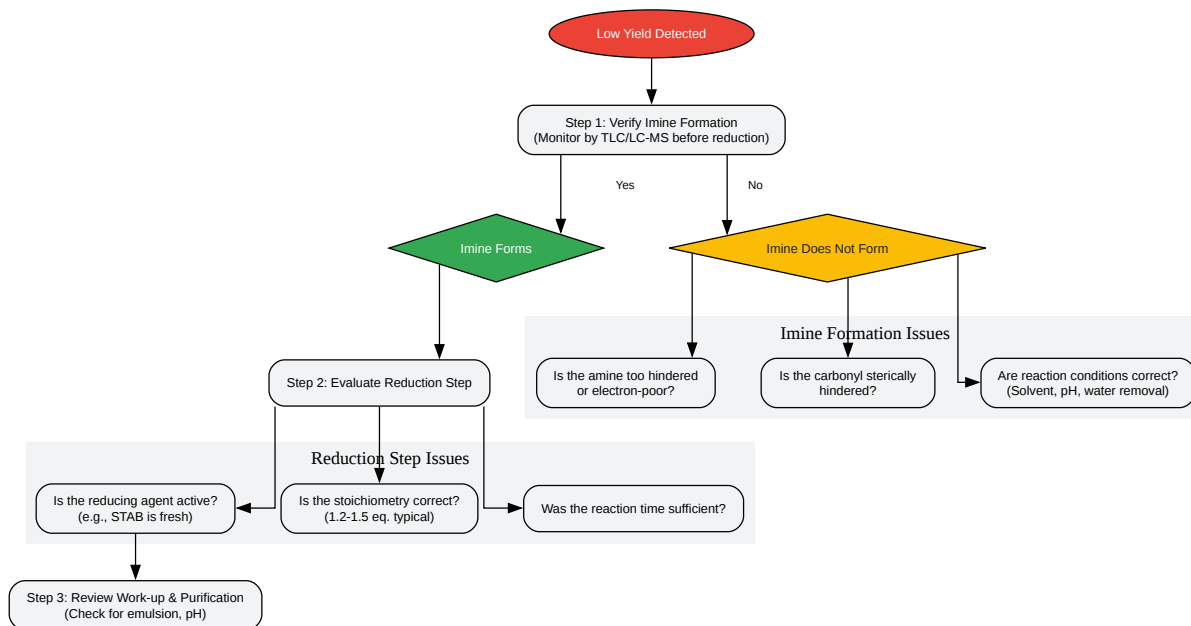 Low Yield Detected
Step 1: Verify Imine Formation
(Monitor by TLC/LC-MS before reduction)
Yes
No
Imine Forms
Imine Does Not Form
Imine Formation Issues
Is the amine too hindered
or electron-poor?
Is the carbonyl sterically
hindered?
Are reaction conditions correct?
(Solvent, pH, water removal)
Step 2: Evaluate Reduction Step
Reduction Step Issues
Is the reducing agent active?
(e.g., STAB is fresh)
Is the stoichiometry correct?
(1.2-1.5 eq. typical)
Was the reaction time sufficient?
Step 3: Review Work-up & Purification
(Check for emulsion, pH)